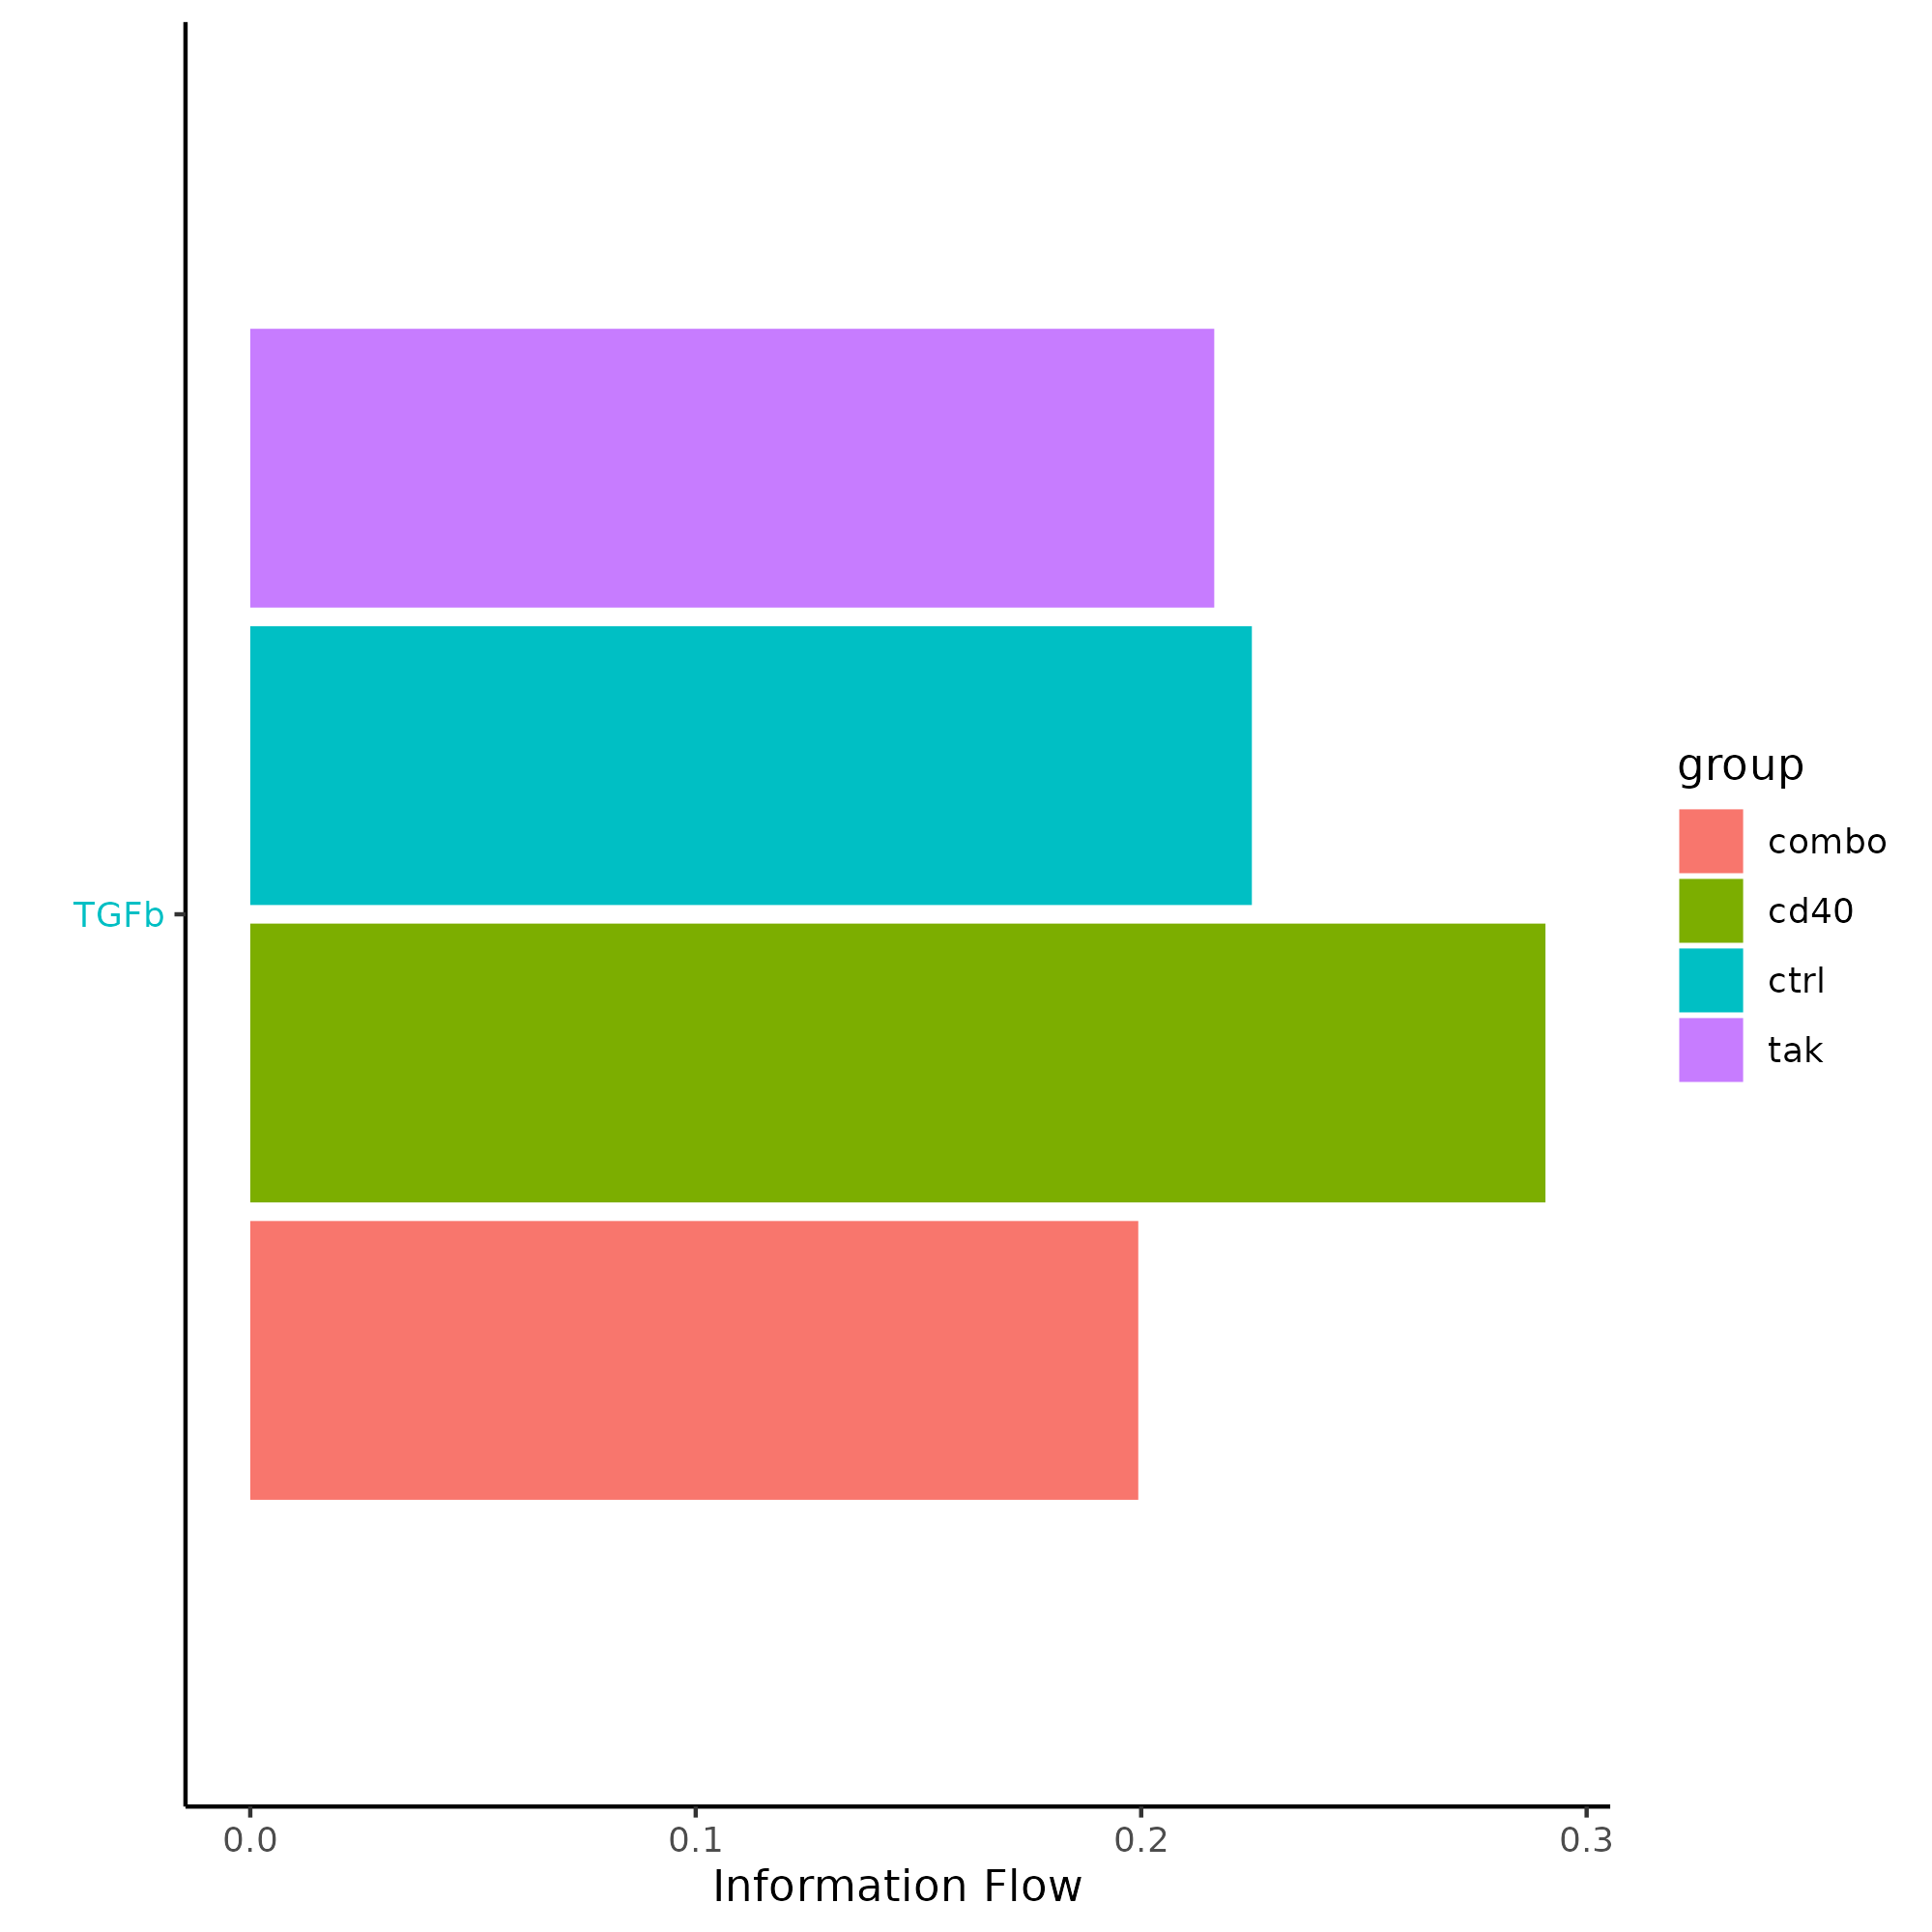 TGFb
0.0 0.1 0.2 0.3
Information Flow
group
combo
cd40
ctrl
tak